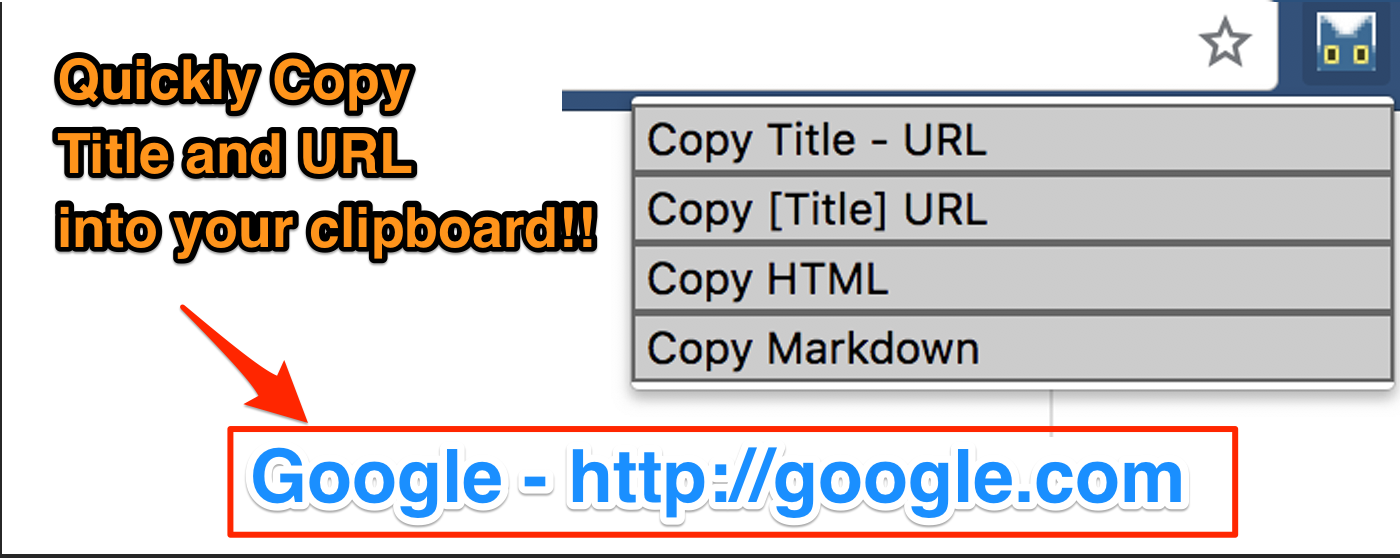 Quickly Copy
Title and URL
into your clipboard!!
Copy Title - URL
Copy [Title] URL
Copy HTML
Copy Markdown
Google - http://google.com